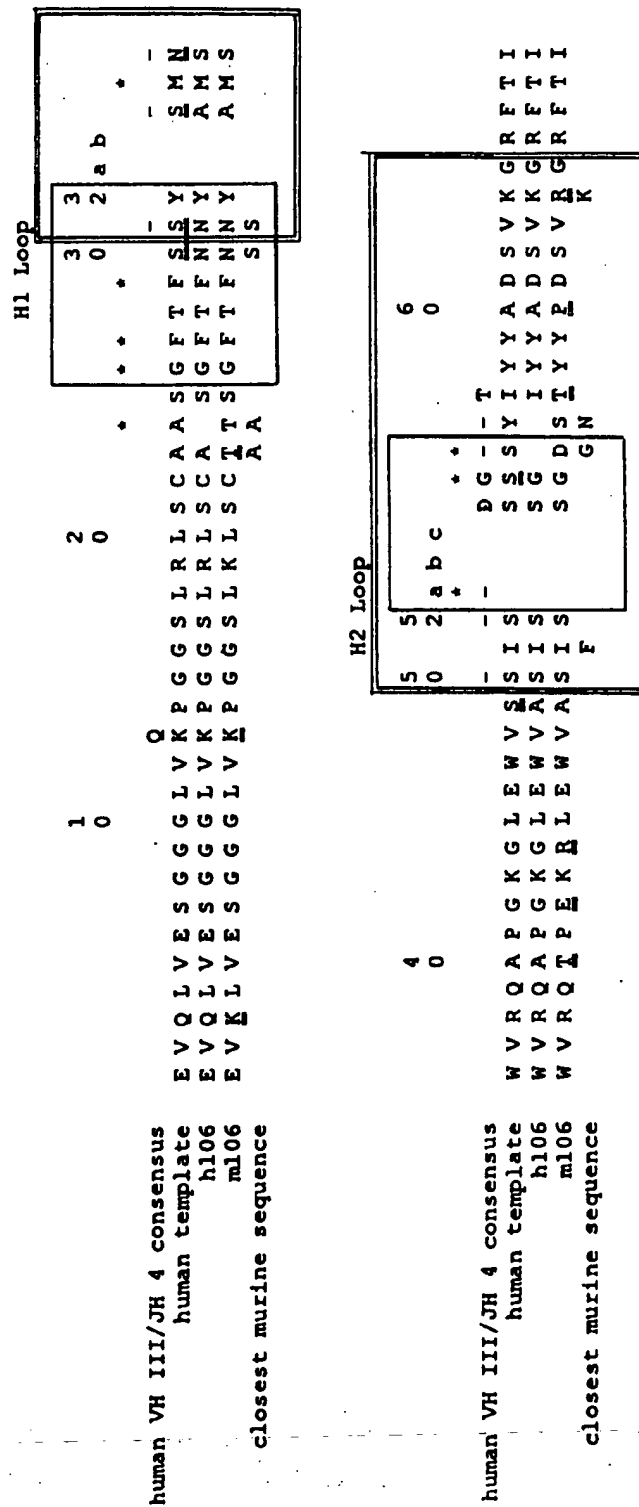 H1 Loop
1 2 3 3
0 0 0 2 a b
* * * * *
human VH III/JH 4 consensus Q - - -
human template E V Q L V E S G G G L V K P G G S L R L S C A A S G F T F S S Y S M N
h106 E V Q L V E S G G G L V K P G G S L R L S C A S G F T F N N Y A M S
m106 E V K L V E S G G G L V K P G G S L K L S C T T S G F T F N N Y A M S
closest murine sequence A A S S
H2 Loop
4 5 5 6
0 0 2 a b c 0
* * *
human VH III/JH 4 consensus - - - D G - - T
human template W V R Q A P G K G L E W V S S I S S S S Y I Y Y A D S V K G R F T I
h106 W V R Q A P G K G L E W V A S I S S G I Y Y A D S V K G R F T I
m106 W V R Q T P E K R L E W V A S I S S G D S T Y Y P D S V R G R F T I
closest murine sequence F G N K